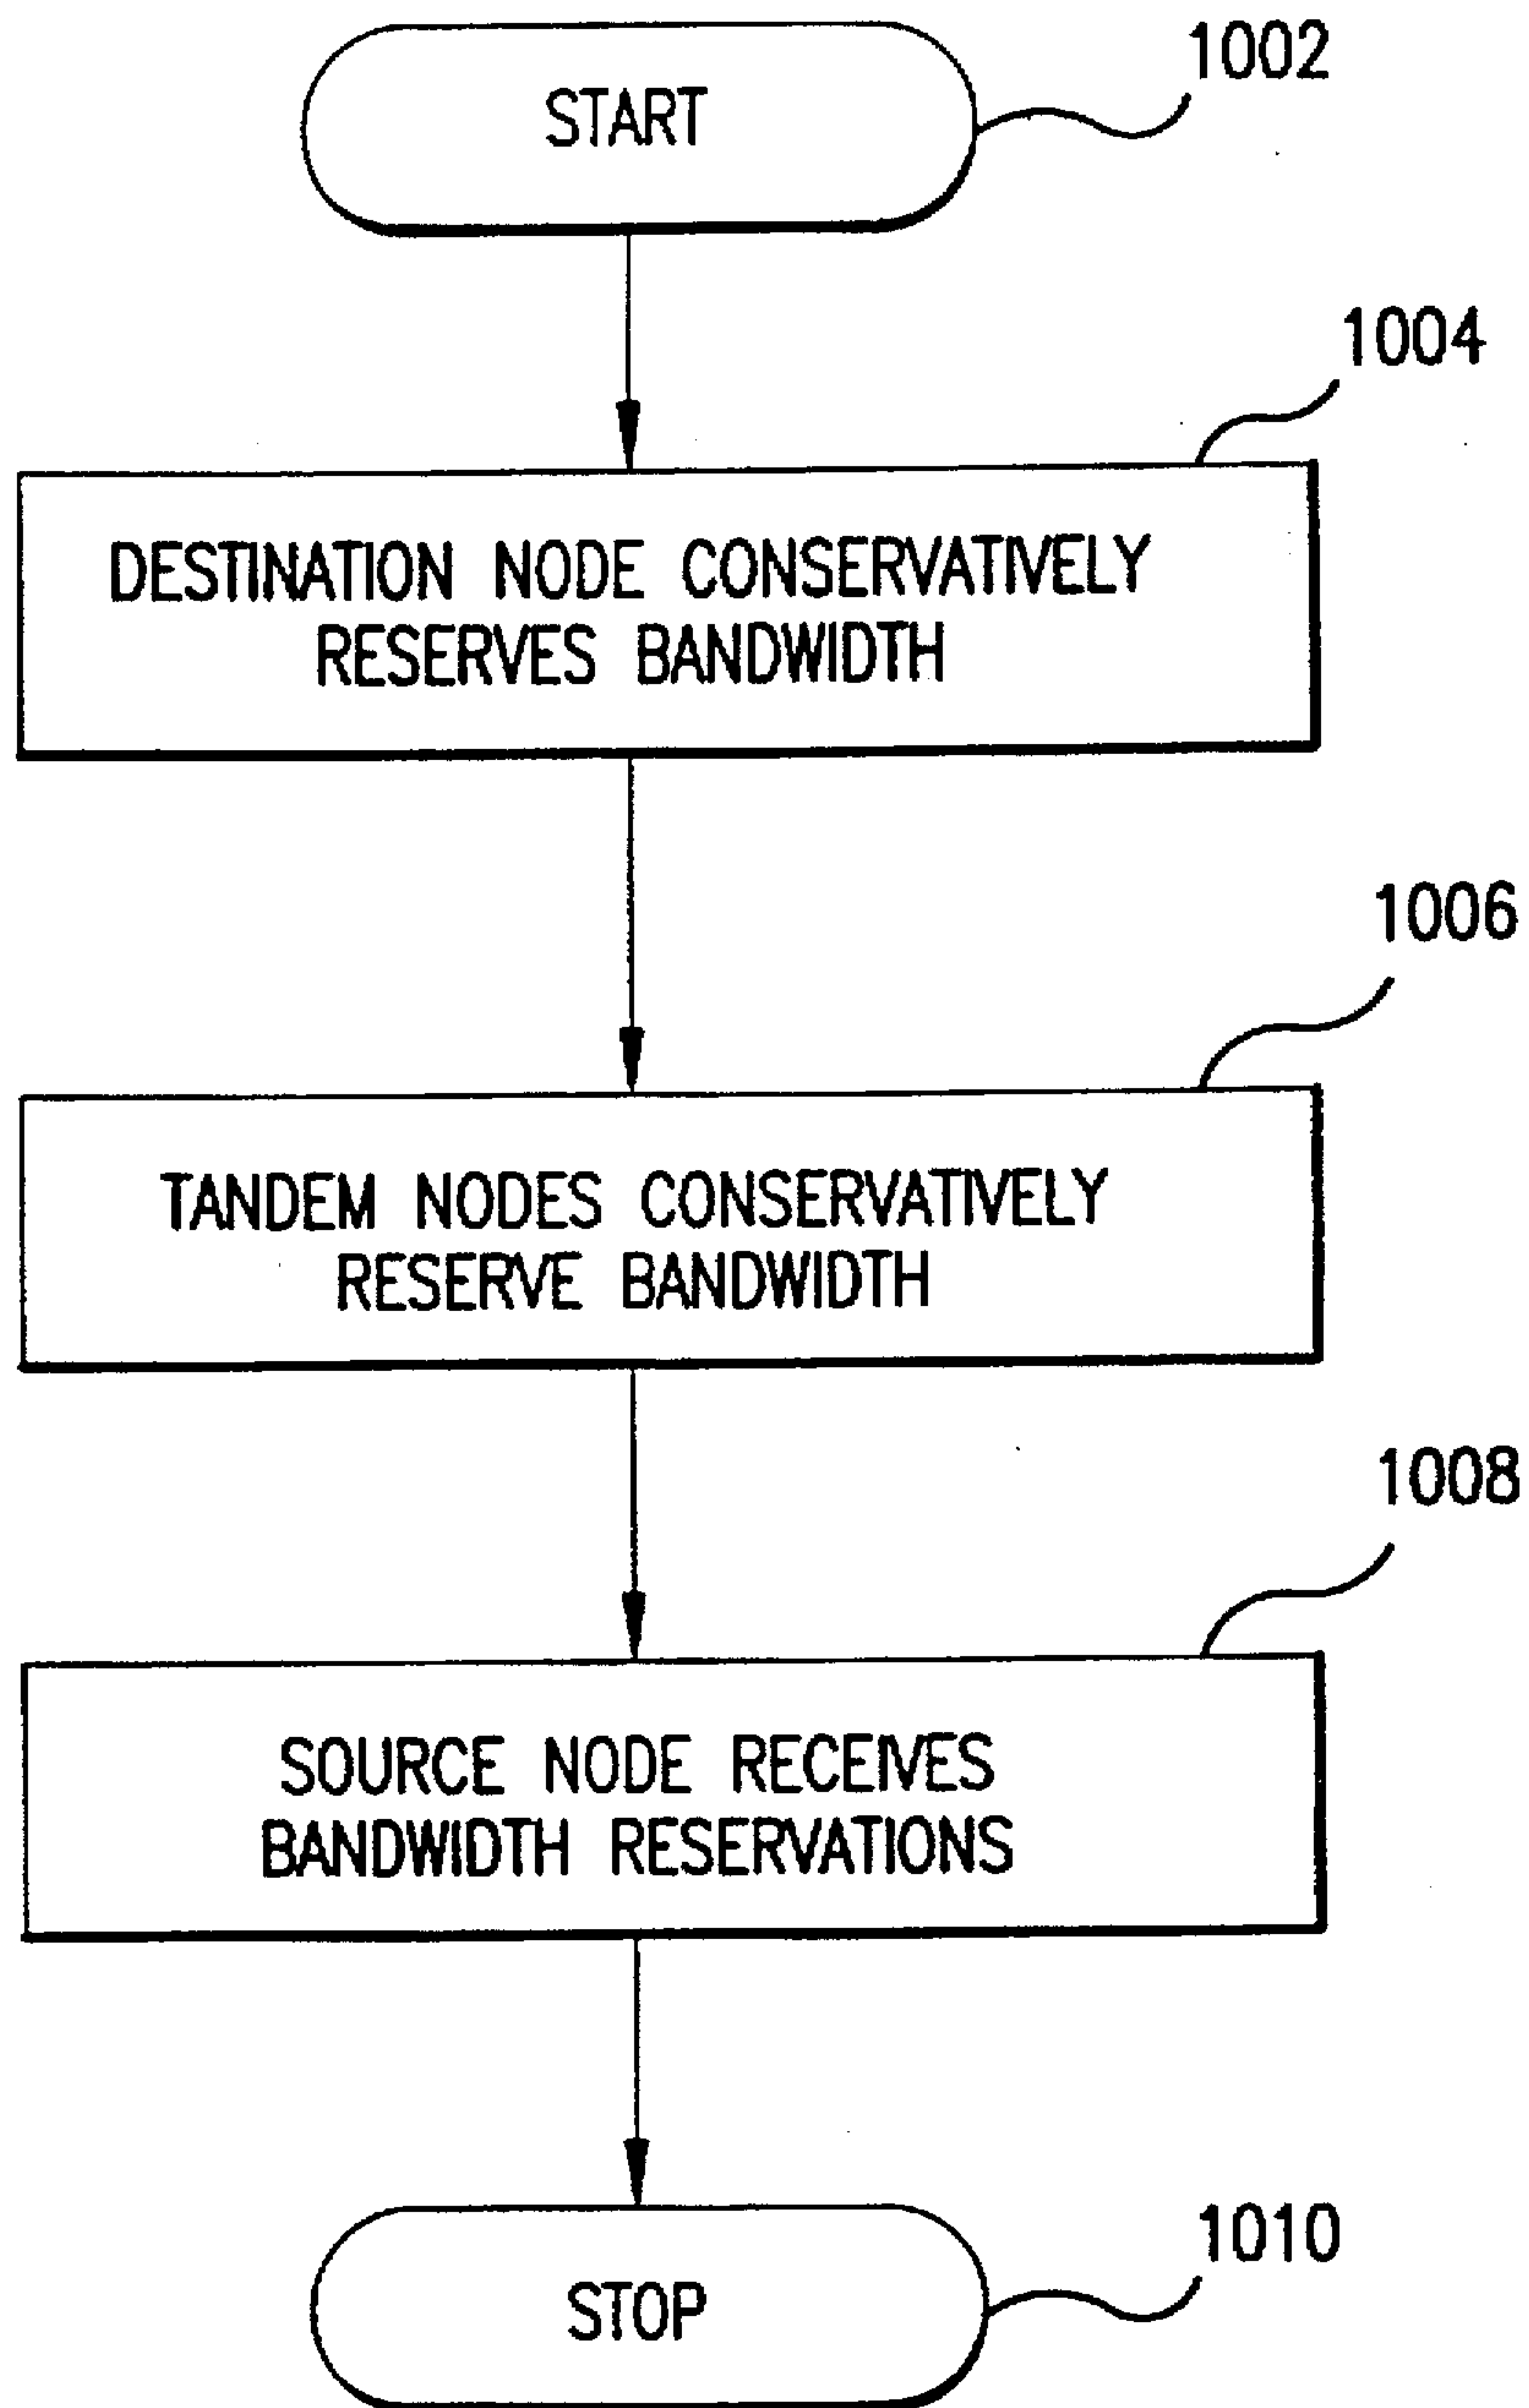 START
1002
1004
DESTINATION NODE CONSERVATIVELY
RESERVES BANDWIDTH
1006
TANDEM NODES CONSERVATIVELY
RESERVE BANDWIDTH
1008
SOURCE NODE RECEIVES
BANDWIDTH RESERVATIONS
STOP
1010